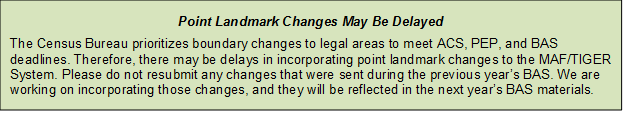 Point Landmark Changes May Be Delayed
The Census Bureau prioritizes boundary changes to legal areas to meet ACS, PEP, and BAS
deadlines. Therefore, there may be delays in incorporating point landmark changes to the MAF/TIGER
System. Please do not resubmit any changes that were sent during the previous year's BAS. We are
working on incorporating those changes, and they will be reflected in the next year's BAS materials.